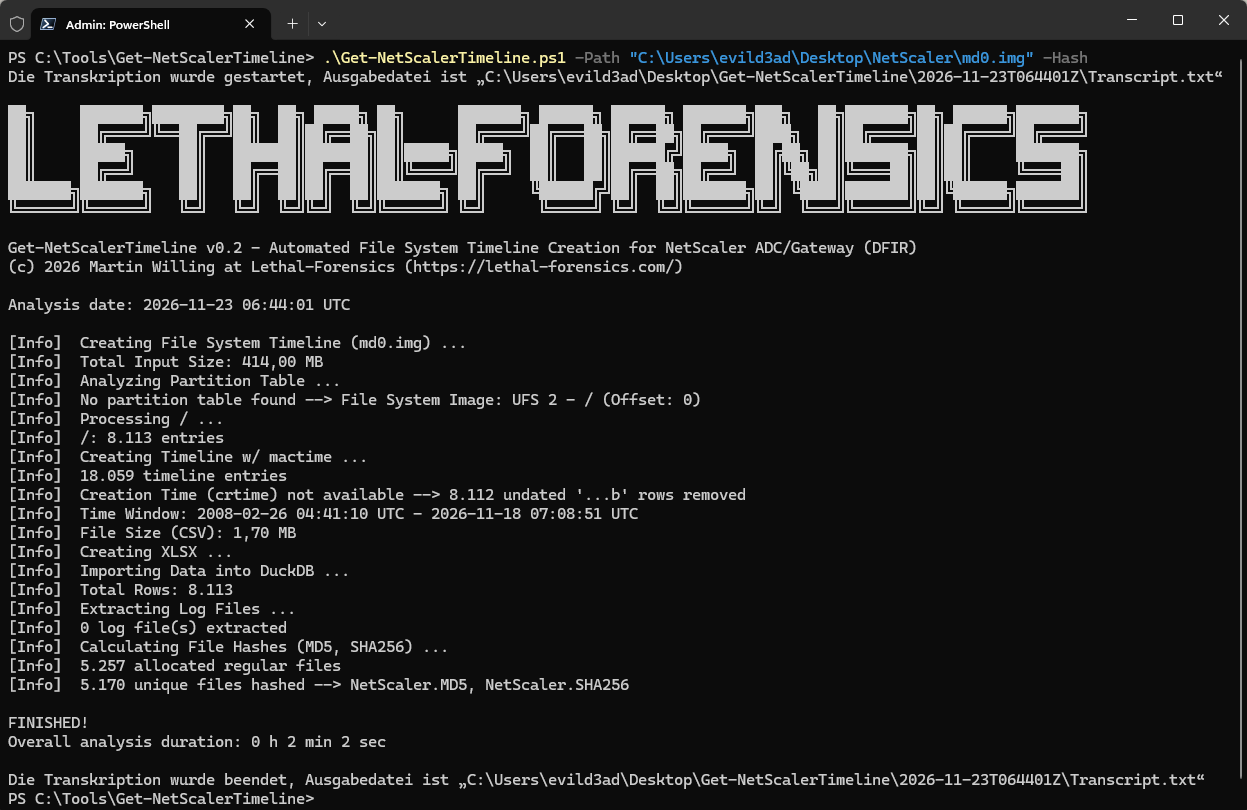 Admin: PowerShell
PS C:\Tools\Get-NetScalerTimeline> .\Get-NetScalerTimeline.ps1 -Path "C:\Users\evild3ad\Desktop\NetScaler\md0.img" -Hash
Die Transkription wurde gestartet, Ausgabedatei ist „C:\Users\evild3ad\Desktop\Get-NetScalerTimeline\2026-11-23T064401Z\Transcript.txt“
LETHAL-FORENSICS
Get-NetScalerTimeline v0.2 - Automated File System Timeline Creation for NetScaler ADC/Gateway (DFIR)
(c) 2026 Martin Willing at Lethal-Forensics (https://lethal-forensics.com/)
Analysis date: 2026-11-23 06:44:01 UTC
[Info]  Creating File System Timeline (md0.img) ...
[Info]  Total Input Size: 414,00 MB
[Info]  Analyzing Partition Table ...
[Info]  No partition table found --> File System Image: UFS 2 - / (Offset: 0)
[Info]  Processing / ...
[Info]  /: 8.113 entries
[Info]  Creating Timeline w/ mactime ...
[Info]  18.059 timeline entries
[Info]  Creation Time (crtime) not available --> 8.112 undated '...b' rows removed
[Info]  Time Window: 2008-02-26 04:41:10 UTC - 2026-11-18 07:08:51 UTC
[Info]  File Size (CSV): 1,70 MB
[Info]  Creating XLSX ...
[Info]  Importing Data into DuckDB ...
[Info]  Total Rows: 8.113
[Info]  Extracting Log Files ...
[Info]  0 log file(s) extracted
[Info]  Calculating File Hashes (MD5, SHA256) ...
[Info]  5.257 allocated regular files
[Info]  5.170 unique files hashed --> NetScaler.MD5, NetScaler.SHA256
FINISHED!
Overall analysis duration: 0 h 2 min 2 sec
Die Transkription wurde beendet, Ausgabedatei ist „C:\Users\evild3ad\Desktop\Get-NetScalerTimeline\2026-11-23T064401Z\Transcript.txt“
PS C:\Tools\Get-NetScalerTimeline>